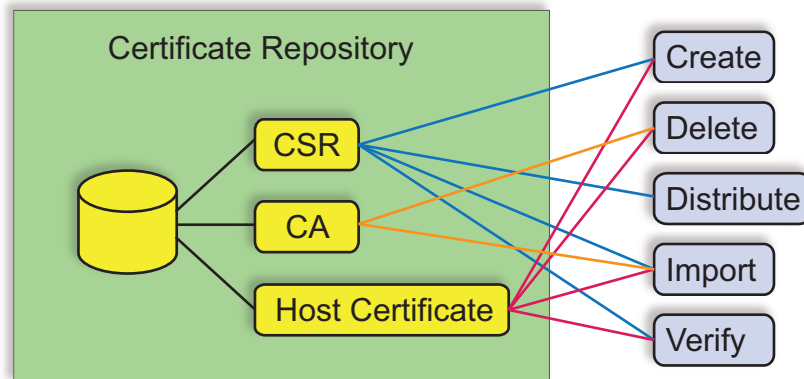 Certificate Repository
CSR
CA
Host Certificate
Create
Delete
Distribute
Import
Verify